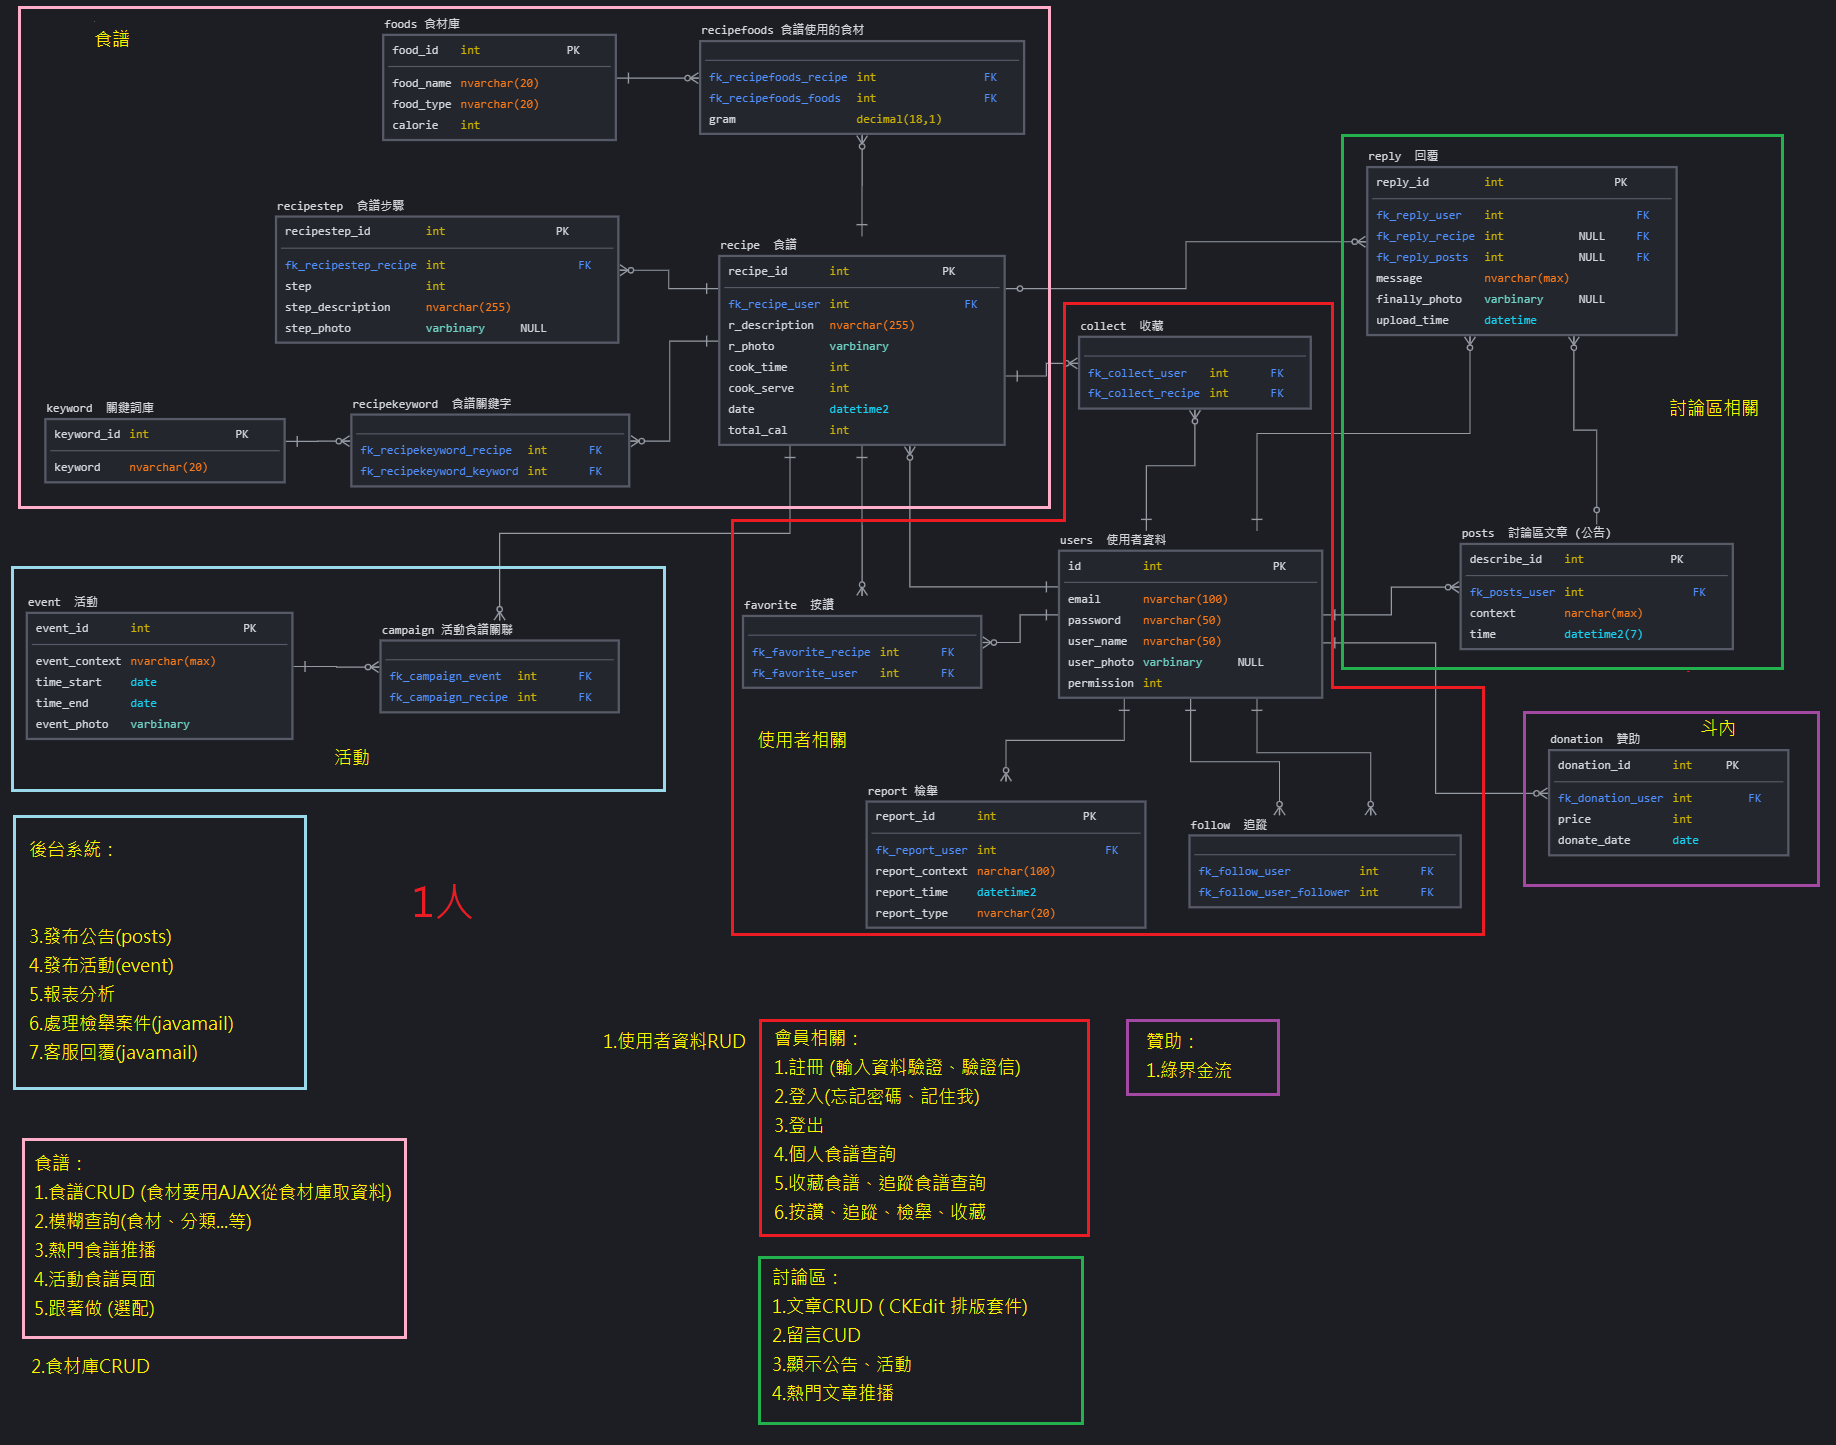 食譜
foods 食材庫
food_id int PK
food_name nvarchar(20)
food_type nvarchar(20)
calorie int
recipefoods 食譜使用的食材
fk_recipefoods_recipe int FK
fk_recipefoods_foods int FK
gram decimal(18,1)
recipestep 食譜步驟
recipestep_id int PK
fk_recipestep_recipe int FK
step int
step_description nvarchar(255)
step_photo varbinary NULL
recipe 食譜
recipe_id int PK
fk_recipe_user int FK
r_description nvarchar(255)
r_photo varbinary
cook_time int
cook_serve int
date datetime2
total_cal int
keyword 關鍵詞庫
keyword_id int PK
keyword nvarchar(20)
recipekeyword 食譜關鍵字
fk_recipekeyword_recipe int FK
fk_recipekeyword_keyword int FK
reply 回覆
reply_id int PK
fk_reply_user int FK
fk_reply_recipe int NULL FK
fk_reply_posts int NULL FK
message nvarchar(max)
finally_photo varbinary NULL
upload_time datetime
討論區相關
posts 討論區文章 (公告)
describe_id int PK
fk_posts_user int FK
context narchar(max)
time datetime2(7)
collect 收藏
fk_collect_user int FK
fk_collect_recipe int FK
users 使用者資料
id int PK
email nvarchar(100)
password nvarchar(50)
user_name nvarchar(50)
user_photo varbinary NULL
permission int
favorite 按讚
fk_favorite_recipe int FK
fk_favorite_user int FK
使用者相關
report 檢舉
report_id int PK
fk_report_user int FK
report_context narchar(100)
report_time datetime2
report_type nvarchar(20)
follow 追蹤
fk_follow_user int FK
fk_follow_user_follower int FK
event 活動
event_id int PK
event_context nvarchar(max)
time_start date
time_end date
event_photo varbinary
campaign 活動食譜關聯
fk_campaign_event int FK
fk_campaign_recipe int FK
活動
斗內
donation 贊助
donation_id int PK
fk_donation_user int FK
price int
donate_date date
後台系統：
3.發布公告(posts)
4.發布活動(event)
5.報表分析
6.處理檢舉案件(javamail)
7.客服回覆(javamail)
1人
1.使用者資料RUD
會員相關：
1.註冊 (輸入資料驗證、驗證信)
2.登入(忘記密碼、記住我)
3.登出
4.個人食譜查詢
5.收藏食譜、追蹤食譜查詢
6.按讚、追蹤、檢舉、收藏
贊助：
1.綠界金流
食譜：
1.食譜CRUD (食材要用AJAX從食材庫取資料)
2.模糊查詢(食材、分類...等)
3.熱門食譜推播
4.活動食譜頁面
5.跟著做 (選配)
2.食材庫CRUD
討論區：
1.文章CRUD ( CKEdit 排版套件)
2.留言CUD
3.顯示公告、活動
4.熱門文章推播